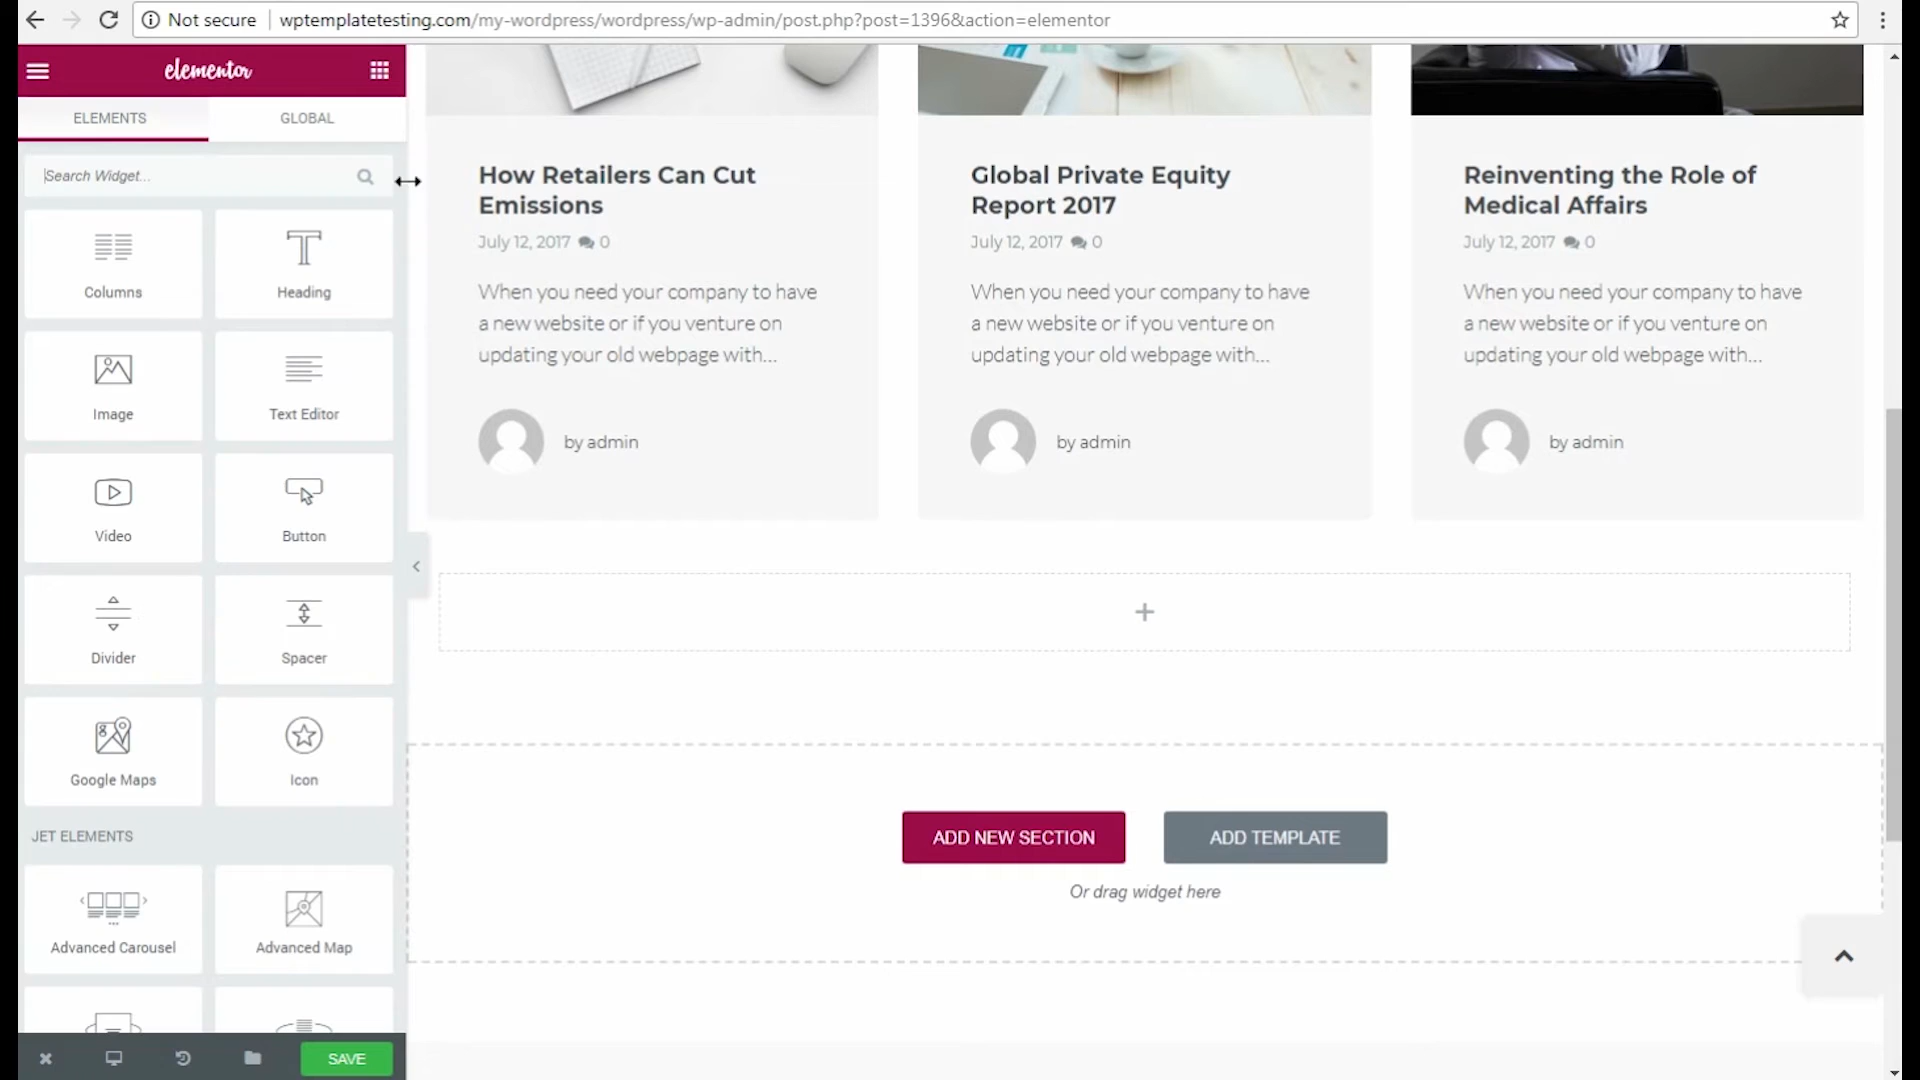 Not secure
wptemplatetesting.com/my-wordpress/wordpress/wp-admin/post.php?post=1396&action=elementor
elementor
ELEMENTS
GLOBAL
Search Widget...
Columns
Heading
Image
Text Editor
Video
Button
Divider
Spacer
Google Maps
Icon
JET ELEMENTS
Advanced Carousel
Advanced Map
SAVE
How Retailers Can Cut
Emissions
July 12, 2017 0
When you need your company to have
a new website or if you venture on
updating your old webpage with...
by admin
Global Private Equity
Report 2017
July 12, 2017 0
When you need your company to have
a new website or if you venture on
updating your old webpage with...
by admin
Reinventing the Role of
Medical Affairs
July 12, 2017 0
When you need your company to have
a new website or if you venture on
updating your old webpage with...
by admin
ADD NEW SECTION
ADD TEMPLATE
Or drag widget here